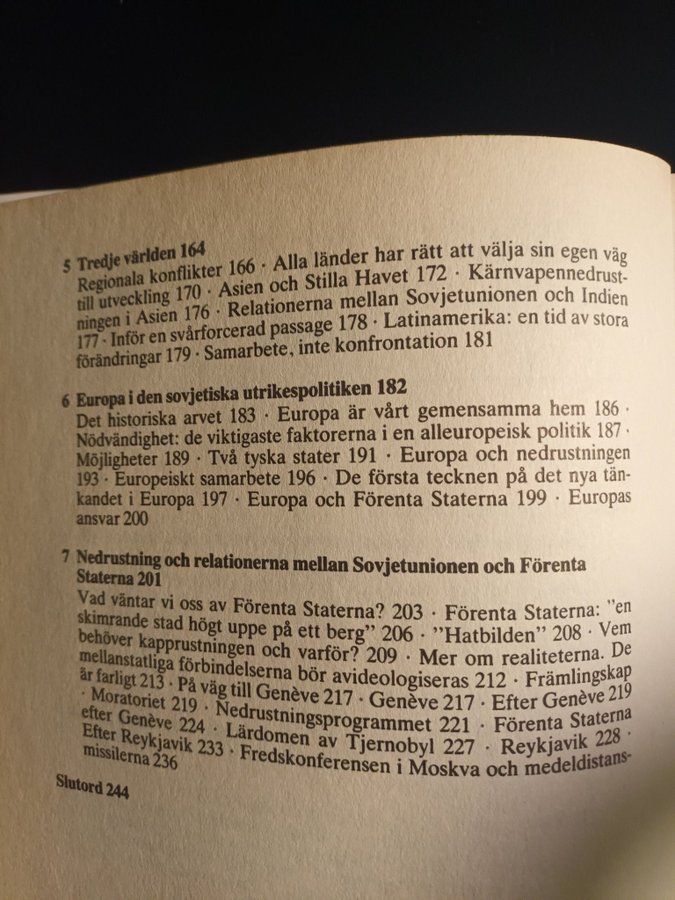 5 Tredje världen 164
Regionala konflikter 166 · Alla länder har rätt att välja sin egen väg
till utveckling 170 · Asien och Stilla Havet 172 · Kärnvapennedrust-
ningen i Asien 176 · Relationerna mellan Sovjetunionen och Indien
177 · Inför en svårforcerad passage 178 · Latinamerika: en tid av stora
förändringar 179 · Samarbete, inte konfrontation 181
6 Europa i den sovjetiska utrikespolitiken 182
Det historiska arvet 183 · Europa är vårt gemensamma hem 186 ·
Nödvändighet: de viktigaste faktorerna i en alleuropeisk politik 187 ·
Möjligheter 189 · Två tyska stater 191 · Europa och nedrustningen
193 · Europeiskt samarbete 196 · De första tecknen på det nya tän-
kandet i Europa 197 · Europa och Förenta Staterna 199 · Europas
ansvar 200
7 Nedrustning och relationerna mellan Sovjetunionen och Förenta
Staterna 201
Vad väntar vi oss av Förenta Staterna? 203 · Förenta Staterna: "en
skimrande stad högt uppe på ett berg" 206 · "Hatbilden" 208 · Vem
behöver kapprustningen och varför? 209 · Mer om realiteterna. De
mellanstatliga förbindelserna bör avideologiseras 212 · Främlingskap
är farligt 213 · På väg till Genève 217 · Genève 217 · Efter Genève 219
· Moratoriet 219 · Nedrustningsprogrammet 221 · Förenta Staterna
efter Genève 224 · Lärdomen av Tjernobyl 227 · Reykjavik 228 ·
Efter Reykjavik 233 · Fredskonferensen i Moskva och medeldistans-
missilerna 236
Slutord 244